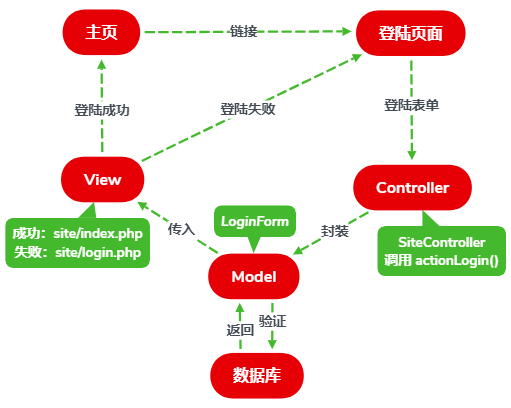 主页
链接
登陆页面
登陆成功
登陆失败
登陆表单
View
Controller
成功：site/index.php
失败：site/login.php
传入
LoginForm
封装
SiteController
调用 actionLogin()
Model
返回
验证
数据库